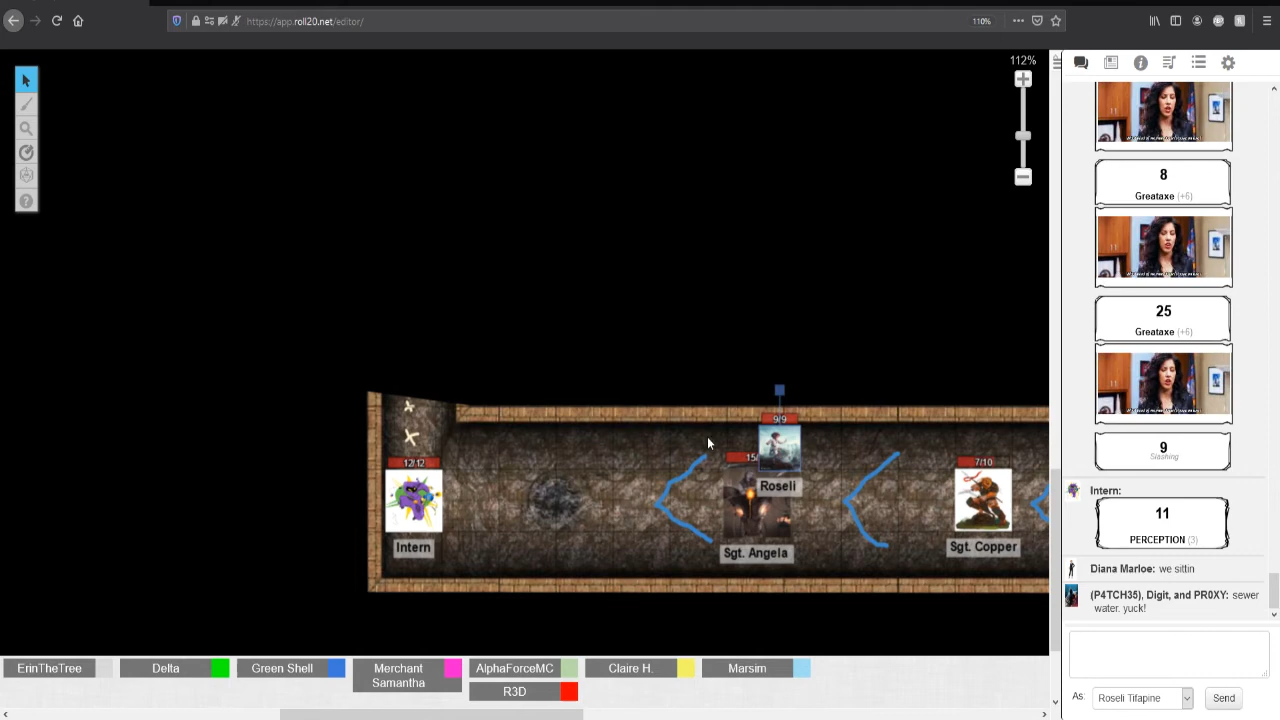 https://app.roll20.net/editor/
110%
112%
8
Greataxe (+6)
25
Greataxe (+6)
9
Slashing
Intern:
11
PERCEPTION (3)
Diana Marloe: we sittin
(P4TCH35), Digit, and PR0XY: sewer
water. yuck!
As:
Roseli Tifapine
Send
9/9
12/12
15/
7/10
Roseli
Intern
Sgt. Angela
Sgt. Copper
ErinTheTree
Delta
Green Shell
Merchant
Samantha
AlphaForceMC
R3D
Claire H.
Marsim